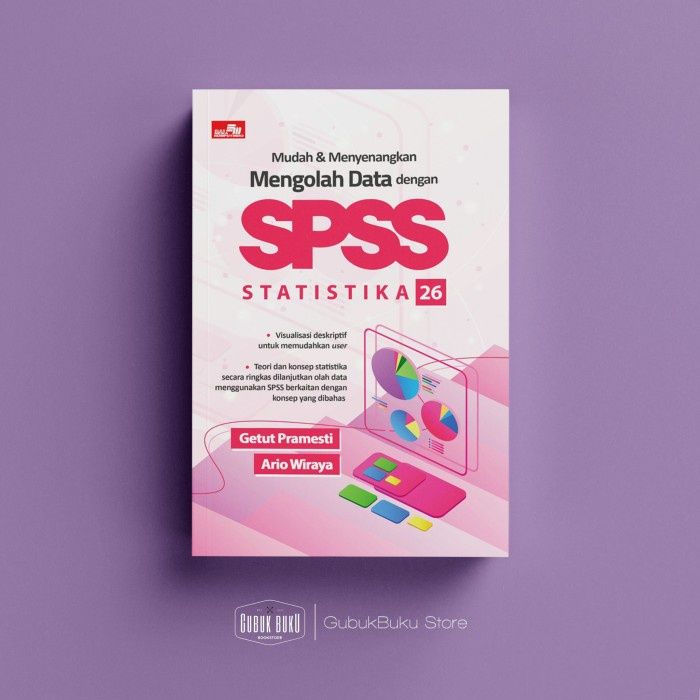 Mudah & Menyenangkan
Mengolah Data dengan
SPSS
STATISTIKA 26
• Visualisasi deskriptif
untuk memudahkan user
• Teori dan konsep statistika
secara ringkas dilanjutkan olah data
menggunakan SPSS berkaitan dengan
konsep yang dibahas
Getut Pramesti
Ario Wiraya
GUBUK BUKU
BOOKSTORE
GubukBuku Store